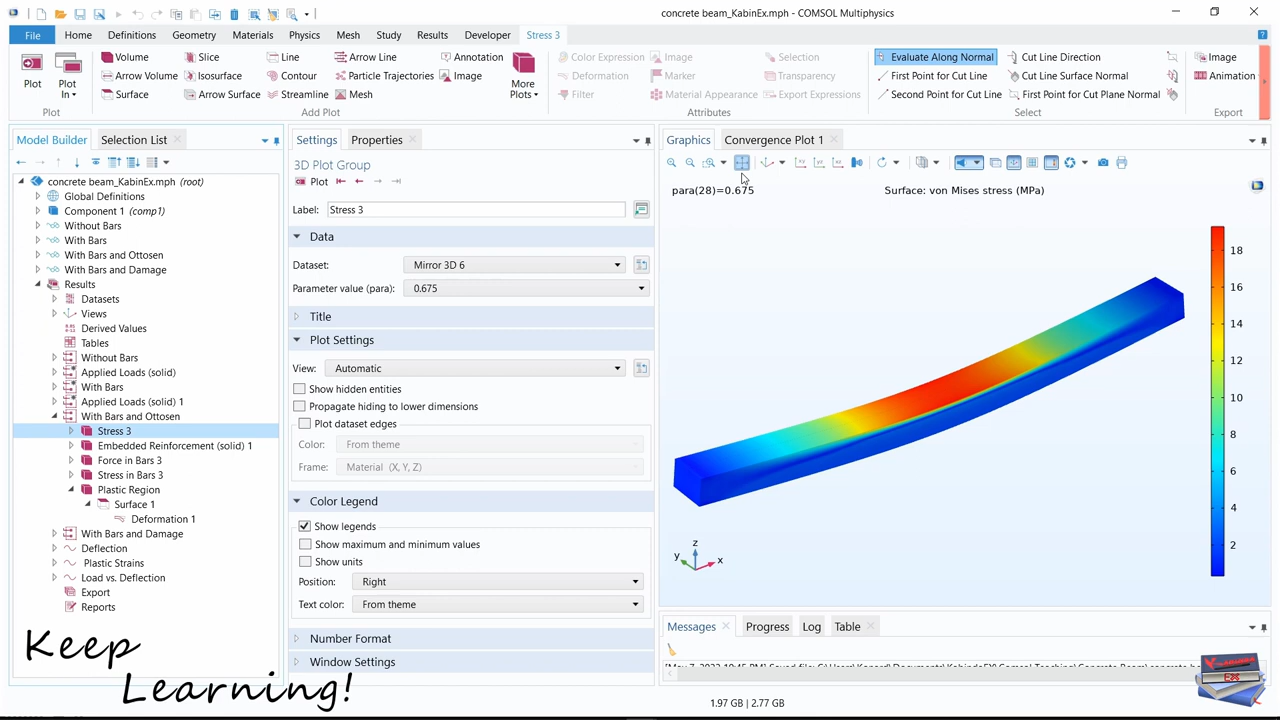 concrete beam_KabinEx.mph - COMSOL Multiphysics
File Home Definitions Geometry Materials Physics Mesh Study Results Developer Stress 3
Volume Slice Line Arrow Line Annotation Color Expression Image Selection Evaluate Along Normal Cut Line Direction Image
Plot Plot In Arrow Volume Isosurface Contour Particle Trajectories More Plots Deformation Marker Transparency First Point for Cut Line Cut Line Surface Normal Animation
Surface Arrow Surface Streamline Mesh Image Filter Material Appearance Export Expressions Second Point for Cut Line First Point for Cut Plane Normal
Plot Add Plot Attributes Select Export
Model Builder Selection List
concrete beam_KabinEx.mph (root)
Global Definitions
Component 1 (comp1)
Without Bars
With Bars
With Bars and Ottosen
With Bars and Damage
Results
Datasets
Views
Derived Values
Tables
Without Bars
Applied Loads (solid)
With Bars
Applied Loads (solid) 1
With Bars and Ottosen
Stress 3
Embedded Reinforcement (solid) 1
Force in Bars 3
Stress in Bars 3
Plastic Region
Surface 1
Deformation 1
With Bars and Damage
Deflection
Plastic Strains
Load vs. Deflection
Export
Reports
Keep
Learning!
Settings Properties
3D Plot Group
Plot
Label: Stress 3
Data
Dataset: Mirror 3D 6
Parameter value (para): 0.675
Title
Plot Settings
View: Automatic
Show hidden entities
Propagate hiding to lower dimensions
Plot dataset edges
Color: From theme
Frame: Material (X, Y, Z)
Color Legend
Show legends
Show maximum and minimum values
Show units
Position: Right
Text color: From theme
Number Format
Window Settings
Graphics Convergence Plot 1
para(28)=0.675 Surface: von Mises stress (MPa)
18
16
14
12
10
8
6
4
2
z
y x
Messages Progress Log Table
1.97 GB | 2.77 GB